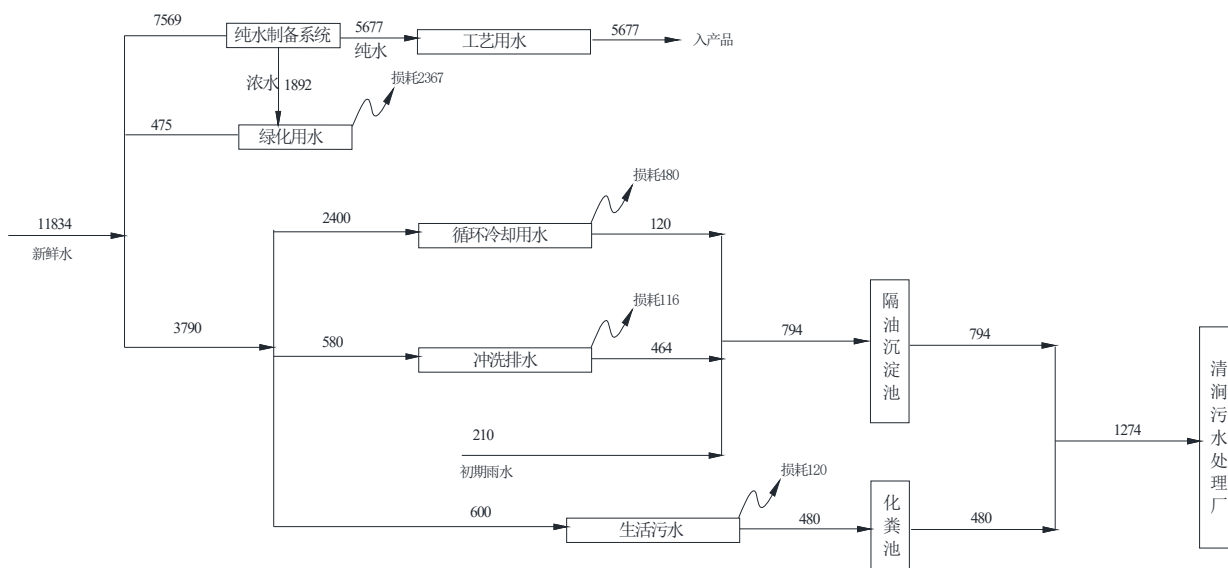 7569
纯水制备系统
5677
纯水
工艺用水
5677
入产品
浓水 1892
损耗2367
475
绿化用水
11834
新鲜水
损耗480
2400
循环冷却用水
120
3790
损耗116
580
冲洗排水
464
794
隔油沉淀池
794
210
初期雨水
1274
清涧污水处理厂
损耗120
600
生活污水
480
化粪池
480